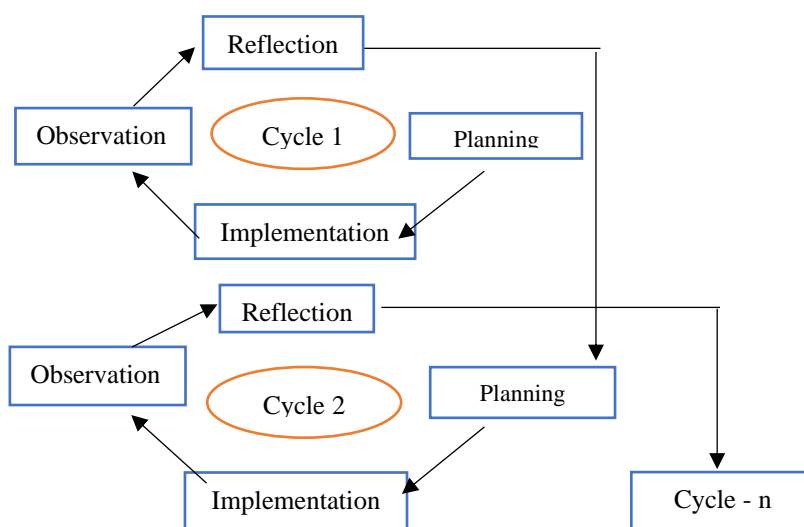 Reflection
Observation
Cycle 1
Planning
Implementation
Reflection
Observation
Cycle 2
Planning
Implementation
Cycle - n